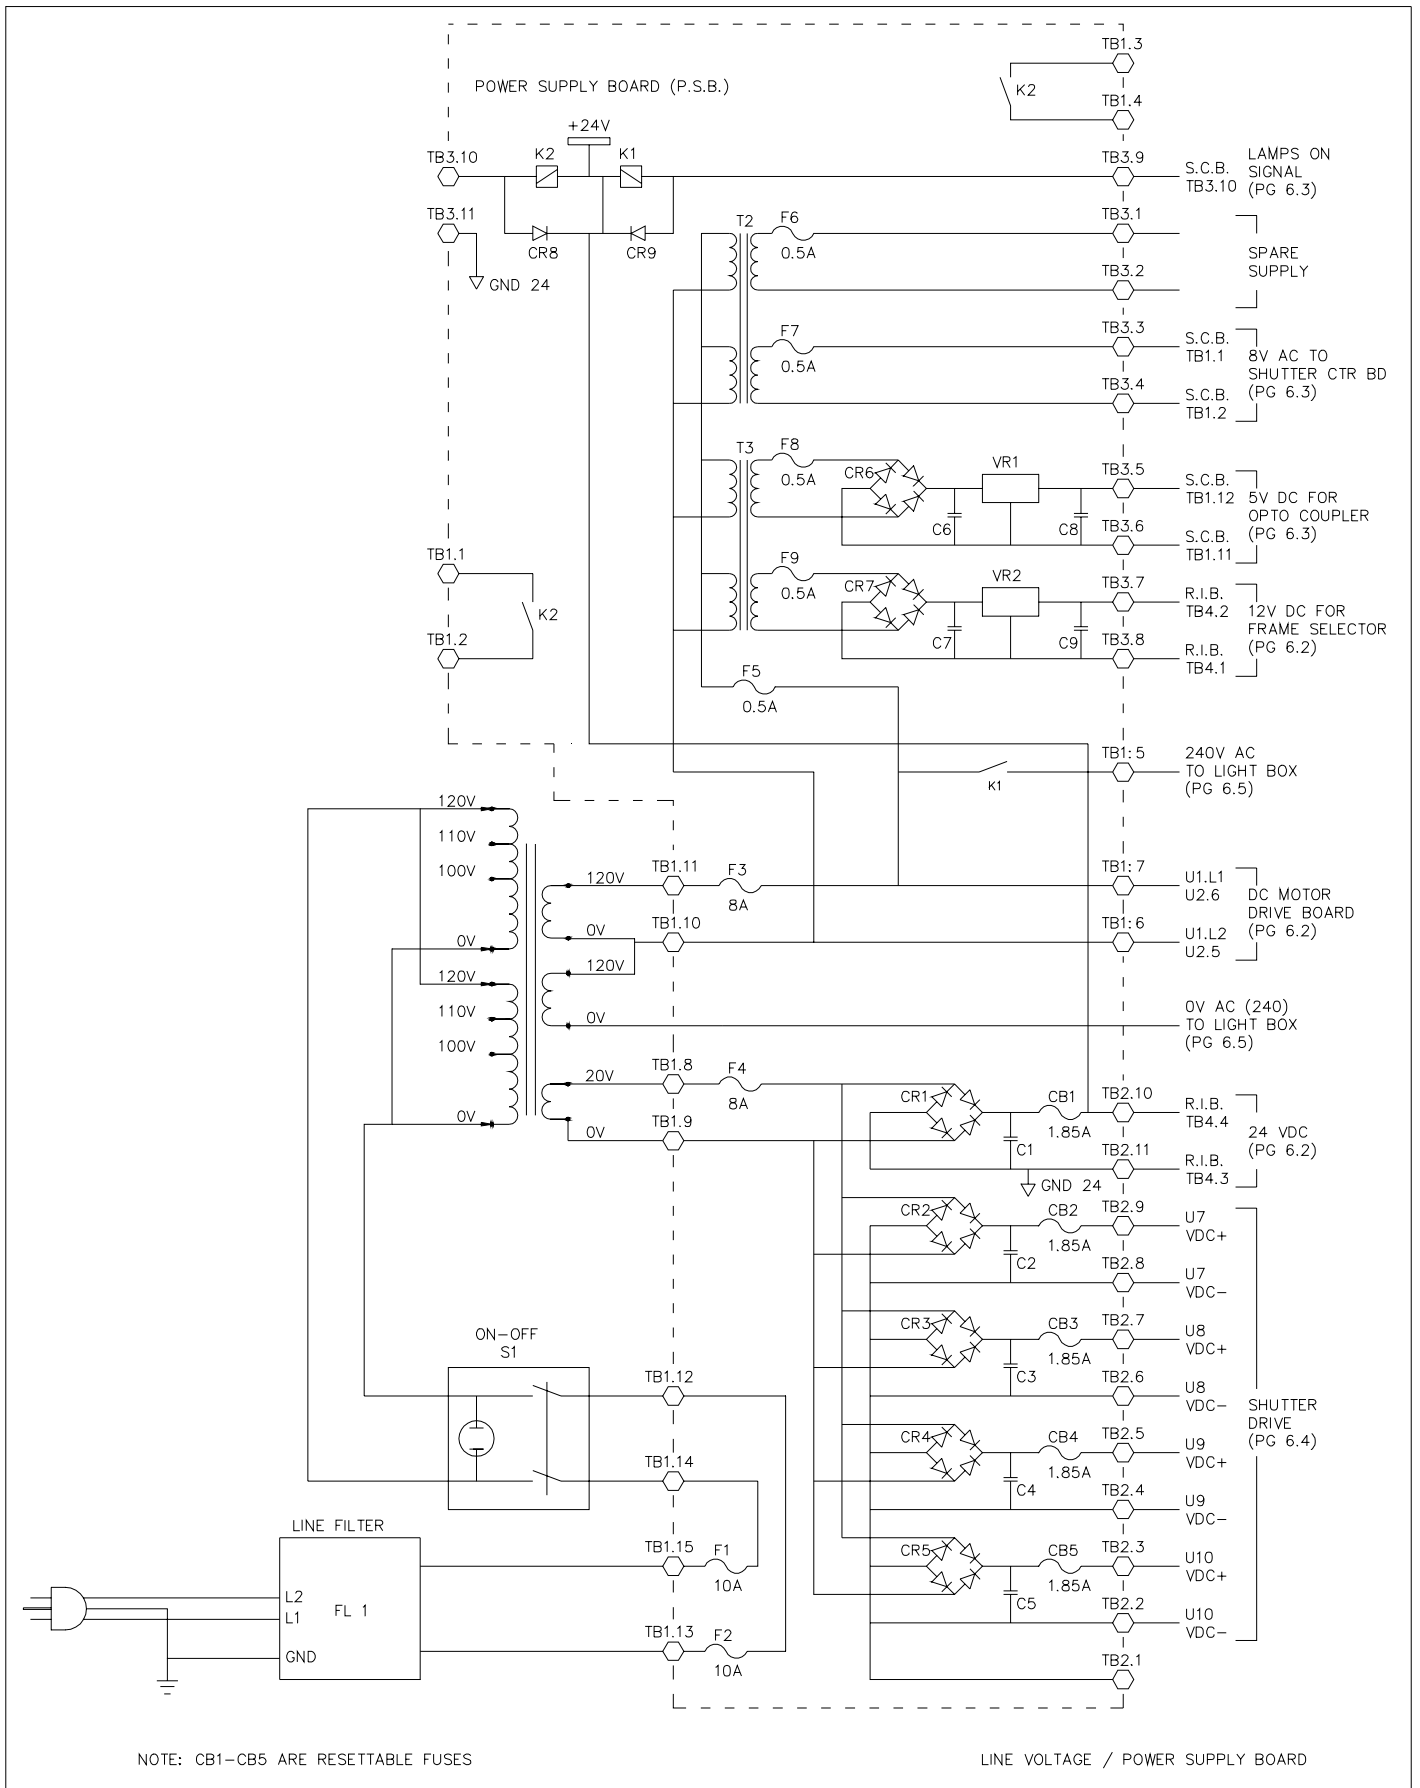 TB1.3
POWER SUPPLY BOARD (P.S.B.)
K2
TB1.4
+24V
TB3.10
K2
K1
TB3.9
S.C.B.
TB3.10
LAMPS ON
SIGNAL
(PG 6.3)
TB3.11
CR8
CR9
GND 24
T2
F6
0.5A
TB3.1
TB3.2
SPARE
SUPPLY
F7
0.5A
TB3.3
S.C.B.
TB1.1
8V AC TO
SHUTTER CTR BD
(PG 6.3)
TB3.4
S.C.B.
TB1.2
T3
F8
0.5A
CR6
VR1
C6
C8
TB3.5
S.C.B.
TB1.12
5V DC FOR
OPTO COUPLER
(PG 6.3)
TB3.6
S.C.B.
TB1.11
TB1.1
K2
TB1.2
F9
0.5A
CR7
VR2
C7
C9
TB3.7
R.I.B.
TB4.2
12V DC FOR
FRAME SELECTOR
(PG 6.2)
TB3.8
R.I.B.
TB4.1
F5
0.5A
K1
TB1:5
240V AC
TO LIGHT BOX
(PG 6.5)
120V
110V
100V
0V
120V
110V
100V
0V
120V
0V
120V
0V
20V
0V
TB1.11
F3
8A
TB1.10
TB1:7
U1.L1
U2.6
DC MOTOR
DRIVE BOARD
(PG 6.2)
TB1:6
U1.L2
U2.5
0V AC (240)
TO LIGHT BOX
(PG 6.5)
TB1.8
F4
8A
TB1.9
CR1
CB1
1.85A
C1
TB2.10
R.I.B.
TB4.4
24 VDC
(PG 6.2)
TB2.11
R.I.B.
TB4.3
GND 24
CR2
CB2
1.85A
C2
TB2.9
U7
VDC+
TB2.8
U7
VDC-
CR3
CB3
1.85A
C3
TB2.7
U8
VDC+
TB2.6
U8
VDC-
SHUTTER
DRIVE
(PG 6.4)
CR4
CB4
1.85A
C4
TB2.5
U9
VDC+
TB2.4
U9
VDC-
CR5
CB5
1.85A
C5
TB2.3
U10
VDC+
TB2.2
U10
VDC-
TB2.1
ON-OFF
S1
TB1.12
TB1.14
LINE FILTER
L2
L1
FL 1
GND
TB1.15
F1
10A
TB1.13
F2
10A
NOTE: CB1-CB5 ARE RESETTABLE FUSES
LINE VOLTAGE / POWER SUPPLY BOARD